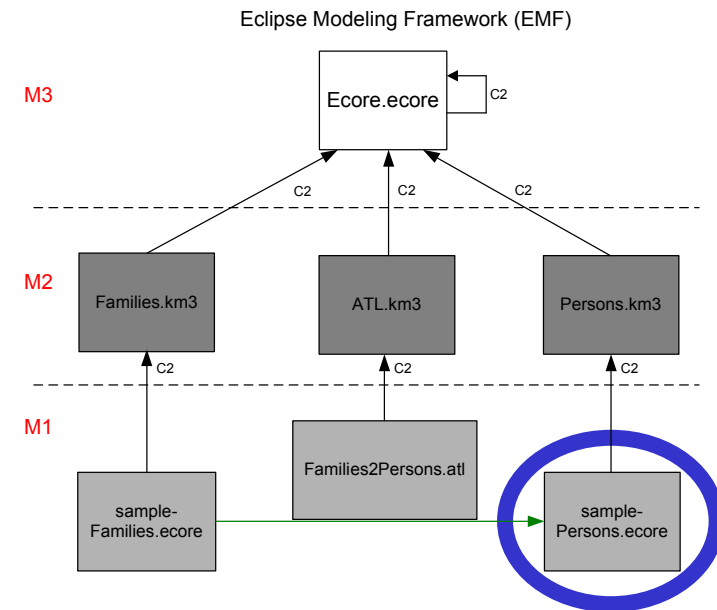 Eclipse Modeling Framework (EMF)
M3
Ecore.ecore
C2
C2
C2
C2
M2
Families.km3
ATL.km3
Persons.km3
C2
C2
C2
M1
Families2Persons.atl
sample-
Families.ecore
sample-
Persons.ecore